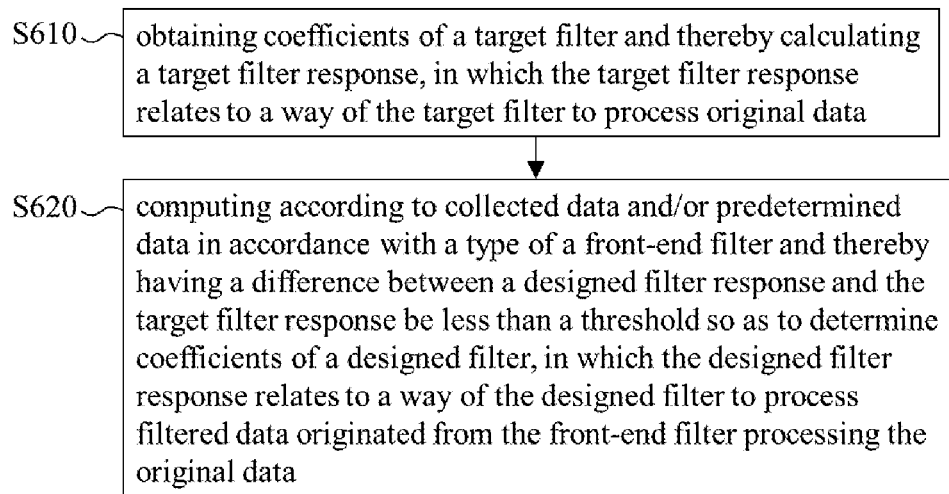 S610 obtaining coefficients of a target filter and thereby calculating
a target filter response, in which the target filter response
relates to a way of the target filter to process original data
S620 computing according to collected data and/or predetermined
data in accordance with a type of a front-end filter and thereby
having a difference between a designed filter response and the
target filter response be less than a threshold so as to determine
coefficients of a designed filter, in which the designed filter
response relates to a way of the designed filter to process
filtered data originated from the front-end filter processing the
original data